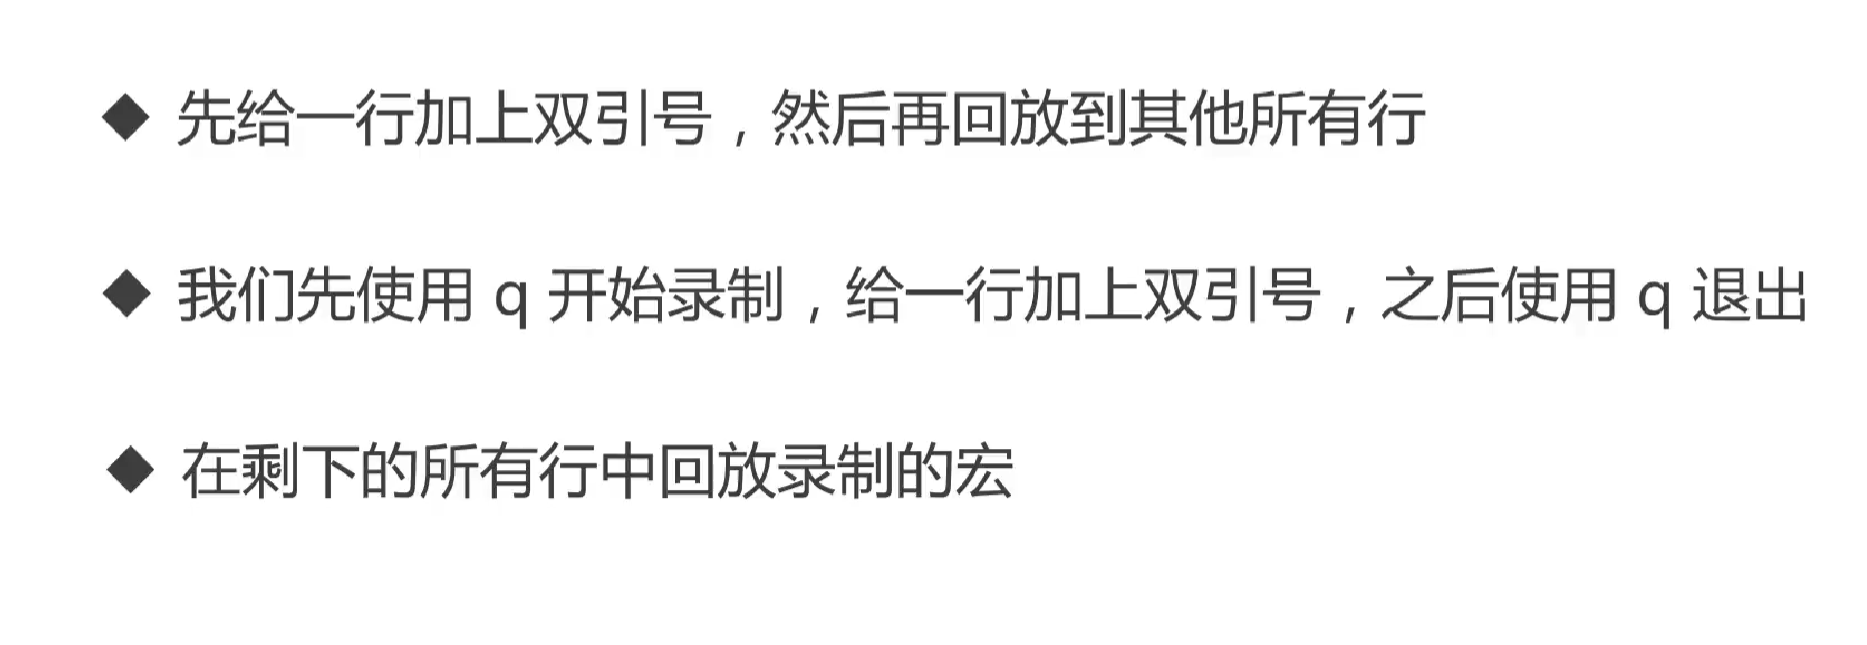 ◆ 先给一行加上双引号，然后再回放到其他所有行
◆ 我们先使用 q 开始录制，给一行加上双引号，之后使用 q 退出
◆ 在剩下的所有行中回放录制的宏